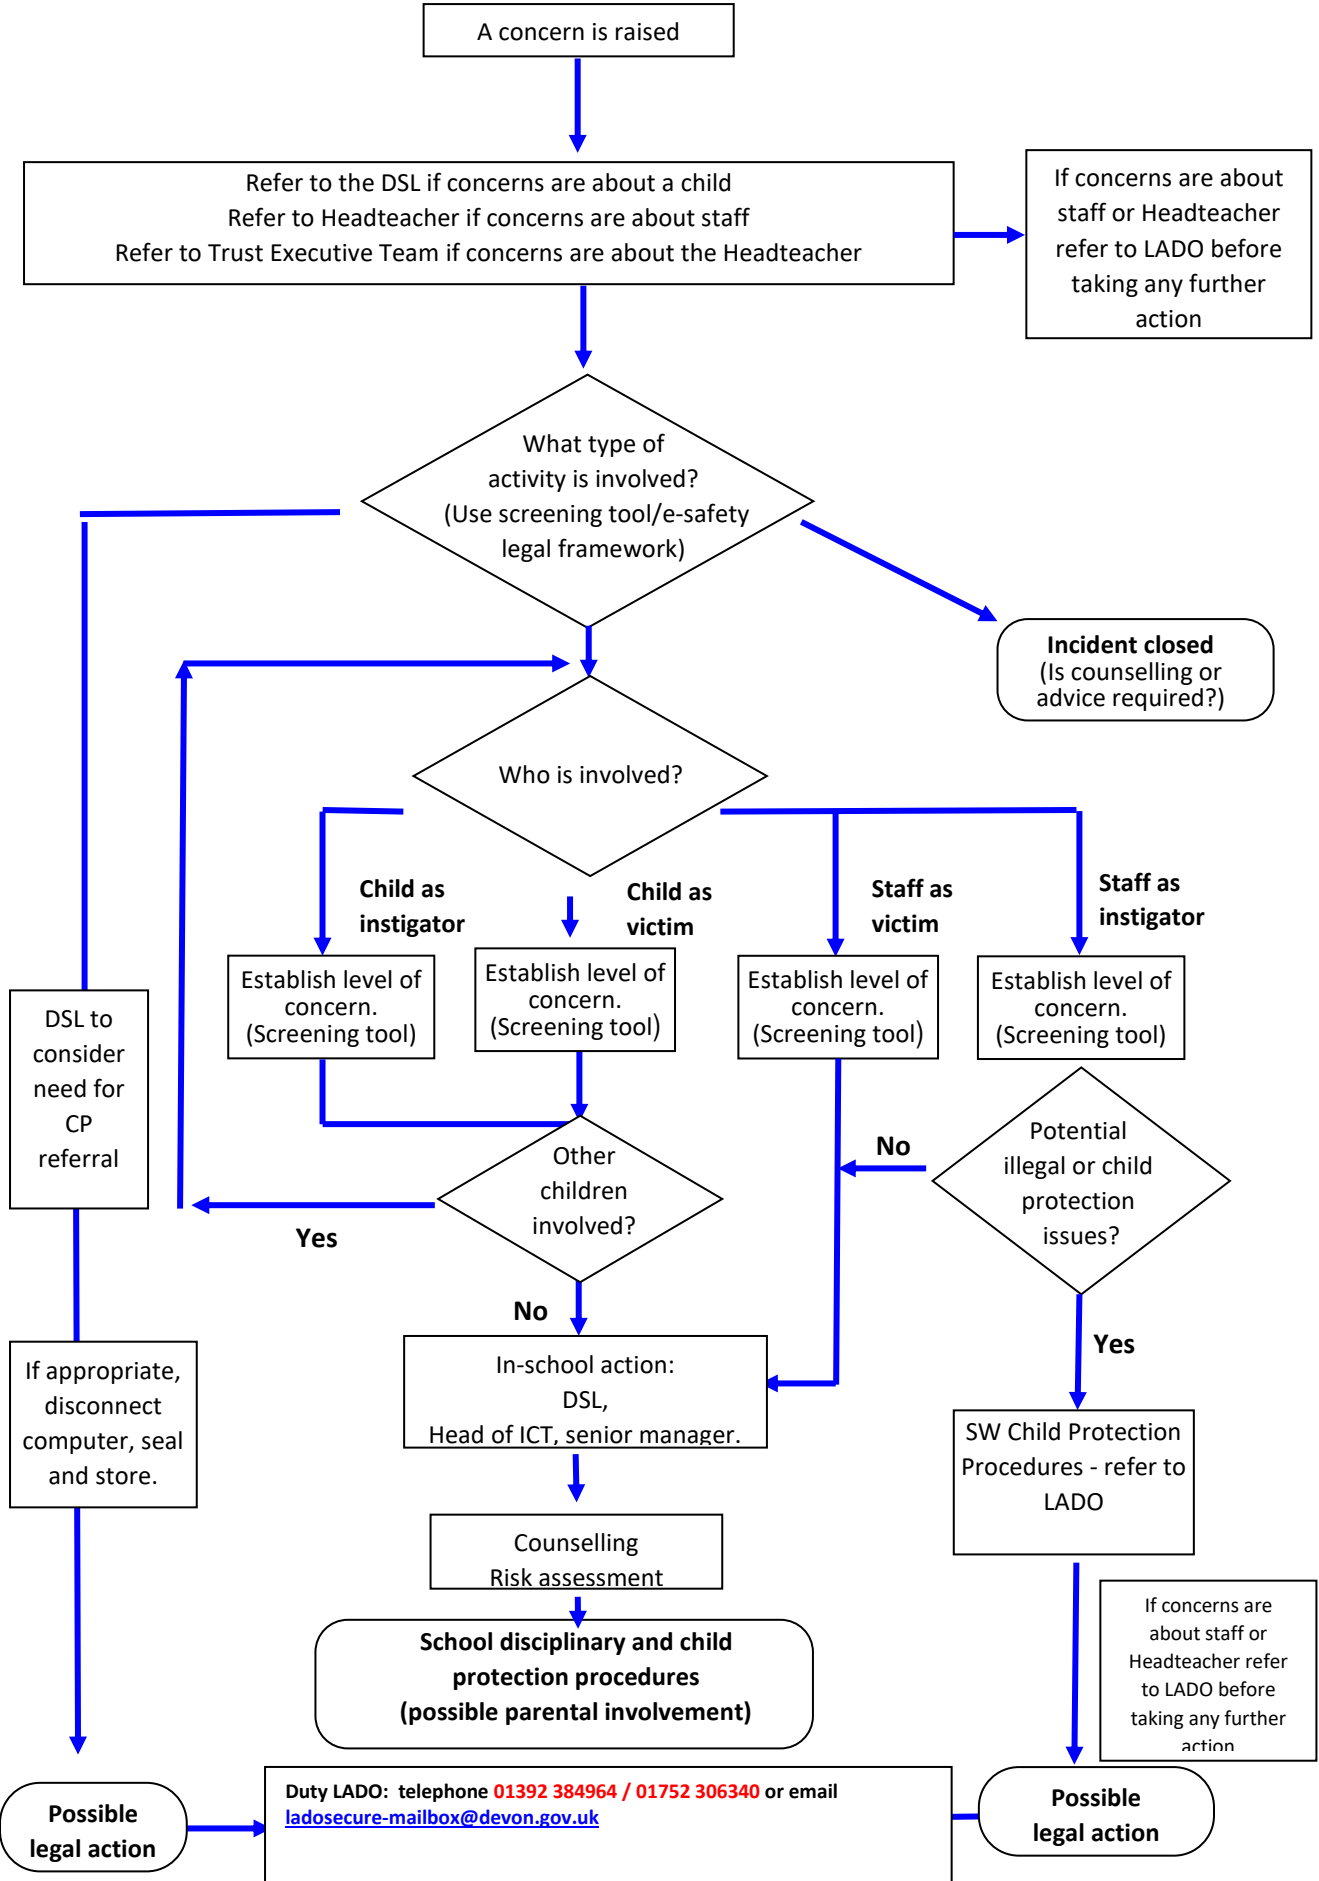 A concern is raised
Refer to the DSL if concerns are about a child
Refer to Headteacher if concerns are about staff
Refer to Trust Executive Team if concerns are about the Headteacher
If concerns are about
staff or Headteacher
refer to LADO before
taking any further
action
What type of
activity is involved?
(Use screening tool/e-safety
legal framework)
Incident closed
(Is counselling or
advice required?)
Who is involved?
Child as
instigator
Child as
victim
Staff as
victim
Staff as
instigator
Establish level of
concern.
(Screening tool)
Establish level of
concern.
(Screening tool)
Establish level of
concern.
(Screening tool)
Establish level of
concern.
(Screening tool)
DSL to
consider
need for
CP
referral
Other
children
involved?
Yes
No
Potential
illegal or child
protection
issues?
No
Yes
If appropriate,
disconnect
computer, seal
and store.
In-school action:
DSL,
Head of ICT, senior manager.
SW Child Protection
Procedures - refer to
LADO
Counselling
Risk assessment
School disciplinary and child
protection procedures
(possible parental involvement)
If concerns are
about staff or
Headteacher refer
to LADO before
taking any further
action
Possible
legal action
Duty LADO: telephone 01392 384964 / 01752 306340 or email
ladosecure-mailbox@devon.gov.uk
Possible
legal action